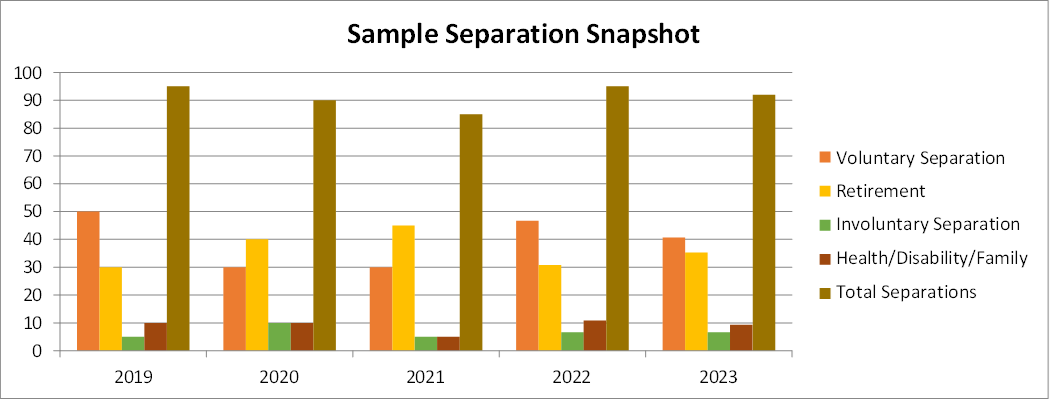 Sample Separation Snapshot
100
90
80
70
60
50
40
30
20
10
0
2019 2020 2021 2022 2023
Voluntary Separation
Retirement
Involuntary Separation
Health/Disability/Family
Total Separations